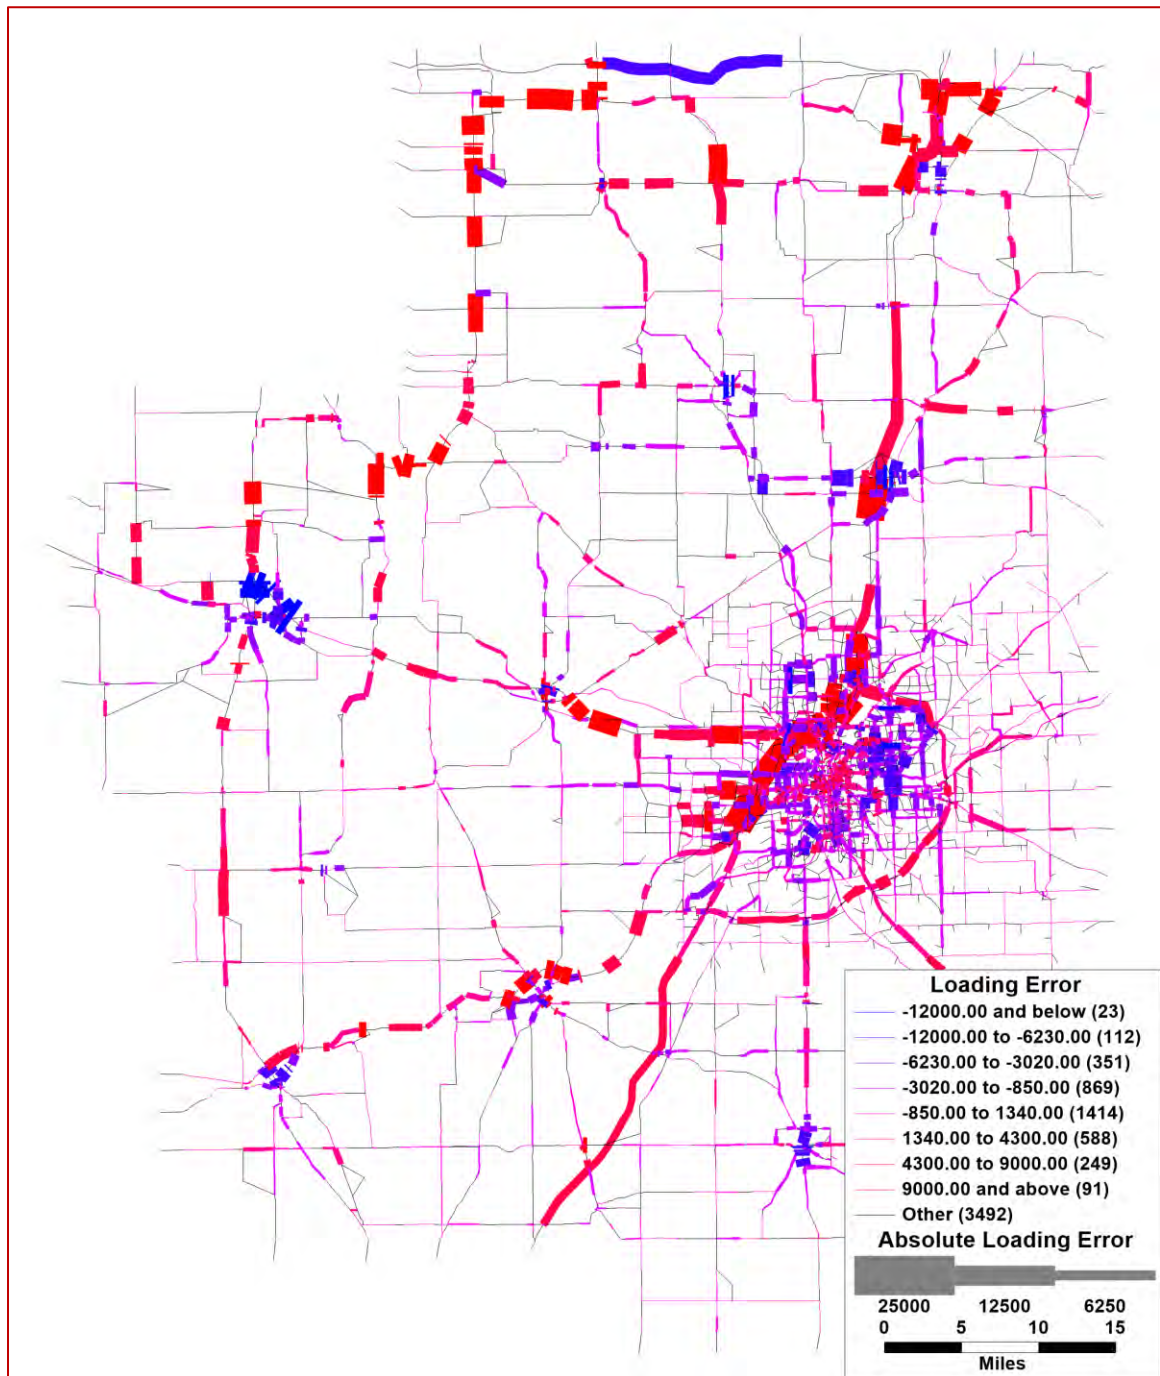 Loading Error
-12000.00 and below (23)
-12000.00 to -6230.00 (112)
-6230.00 to -3020.00 (351)
-3020.00 to -850.00 (869)
-850.00 to 1340.00 (1414)
1340.00 to 4300.00 (588)
4300.00 to 9000.00 (249)
9000.00 and above (91)
Other (3492)
Absolute Loading Error
25000 12500 6250
0 5 10 15
Miles